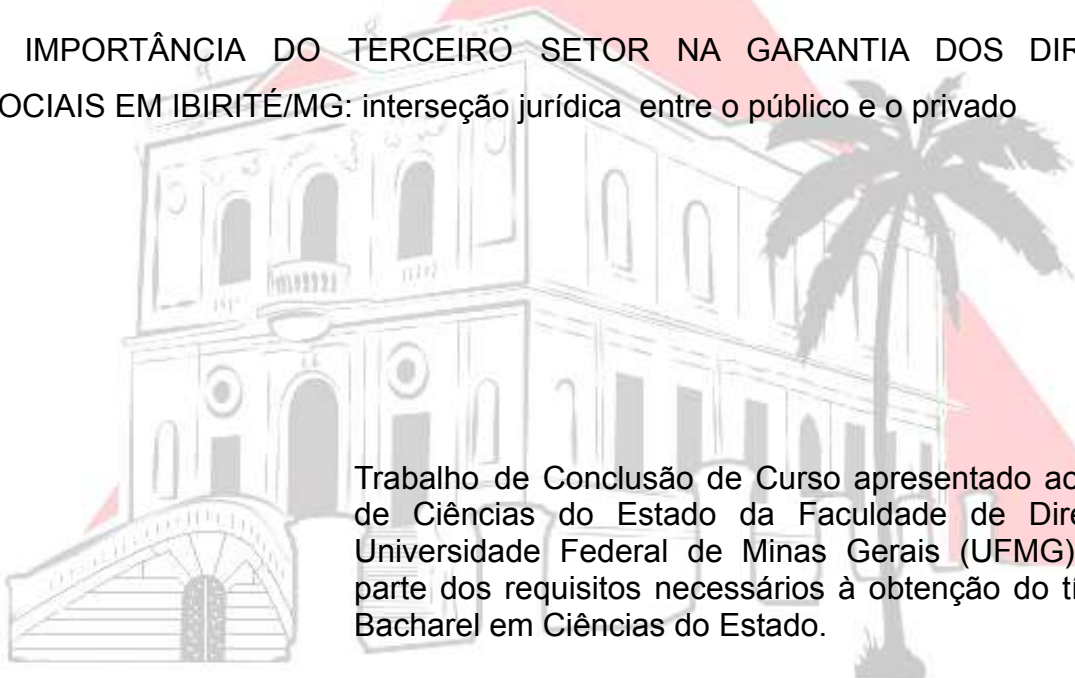 IMPORTÂNCIA DO TERCEIRO SETOR NA GARANTIA DOS DIR
OCIAIS EM IBIRITÉ/MG: interseção jurídica entre o público e o privado
Trabalho de Conclusão de Curso apresentado ao
de Ciências do Estado da Faculdade de Dire
Universidade Federal de Minas Gerais (UFMG)
parte dos requisitos necessários à obtenção do tí
Bacharel em Ciências do Estado.